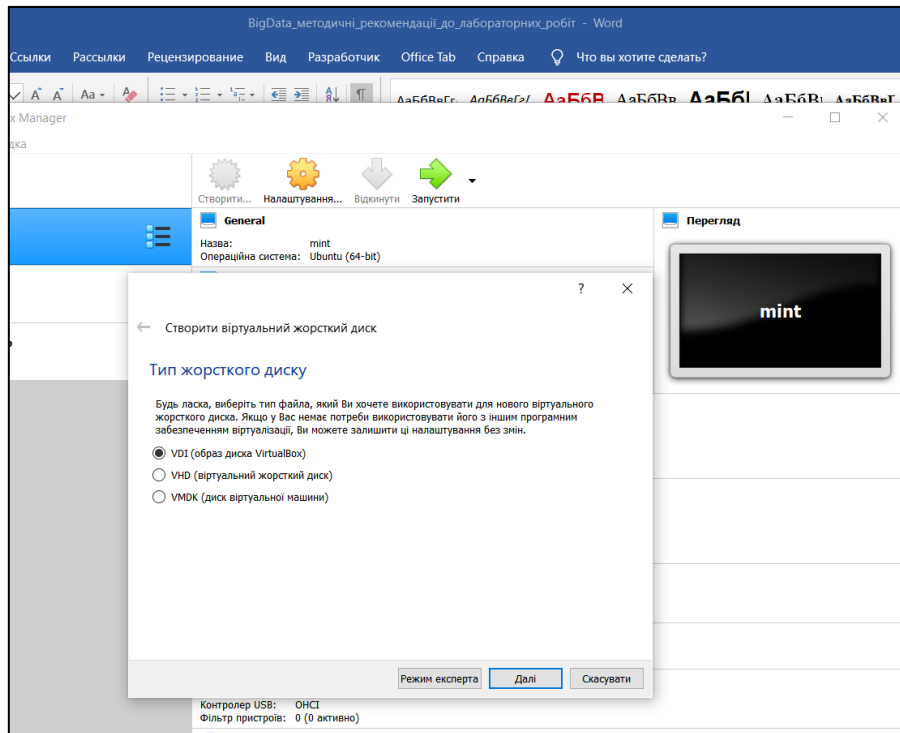 BigData_методичні_рекомендації_до_лабораторних_робіт - Word
Ссылки Рассылки Рецензирование Вид Разработчик Office Tab Справка Что вы хотите сделать?
Aa
АаБбВвГг, АаБбВвГг/ АаБбВ АаБбВв АаБбІ АаБбВ АаБбВвГ
x Manager
дка
Створити... Налаштування... Відкинути Запустити
General
Назва: mint
Операційна система: Ubuntu (64-bit)
Перегляд
mint
?
Створити віртуальний жорсткий диск
Тип жорсткого диску
Будь ласка, виберіть тип файла, який Ви хочете використовувати для нового віртуального
жорсткого диска. Якщо у Вас немає потреби використовувати його з іншим програмним
забезпеченням віртуалізації, Ви можете залишити ці налаштування без змін.
VDI (образ диска VirtualBox)
VHD (віртуальний жорсткий диск)
VMDK (диск віртуальної машини)
Режим експерта Далі Скасувати
Контролер USB: OHCI
Фільтр пристроїв: 0 (0 активно)